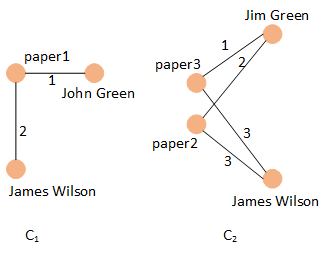 Jim Green
paper1
1
John Green
2
James Wilson
C1
paper3
1
2
paper2
3
3
James Wilson
C2